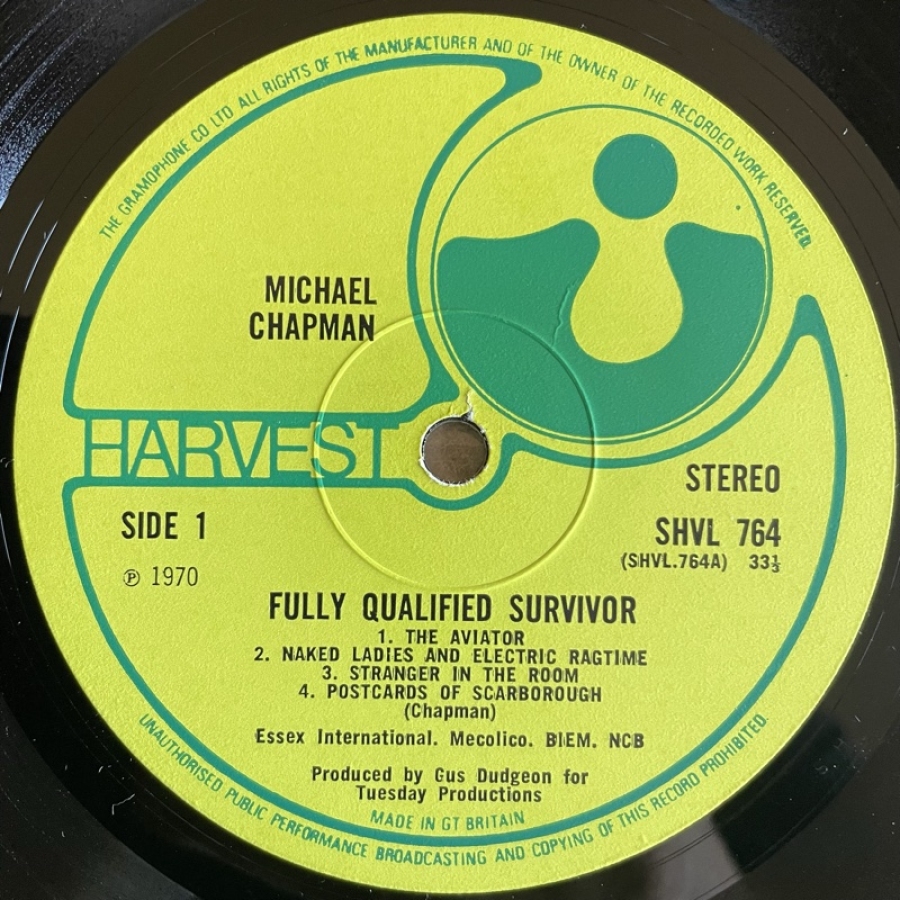 THE GRAMOPHONE CO LTD ALL RIGHTS OF THE MANUFACTURER AND OF THE OWNER OF THE RECORDED WORK RESERVED.
MICHAEL
CHAPMAN
HARVEST
STEREO
SIDE 1
SHVL 764
(SHVL.764A) 33⅓
℗ 1970
FULLY QUALIFIED SURVIVOR
1. THE AVIATOR
2. NAKED LADIES AND ELECTRIC RAGTIME
3. STRANGER IN THE ROOM
4. POSTCARDS OF SCARBOROUGH
(Chapman)
Essex International. Mecolico. BIEM. NCB
Produced by Gus Dudgeon for
Tuesday Productions
MADE IN GT BRITAIN
UNAUTHORISED PUBLIC PERFORMANCE BROADCASTING AND COPYING OF THIS RECORD PROHIBITED.